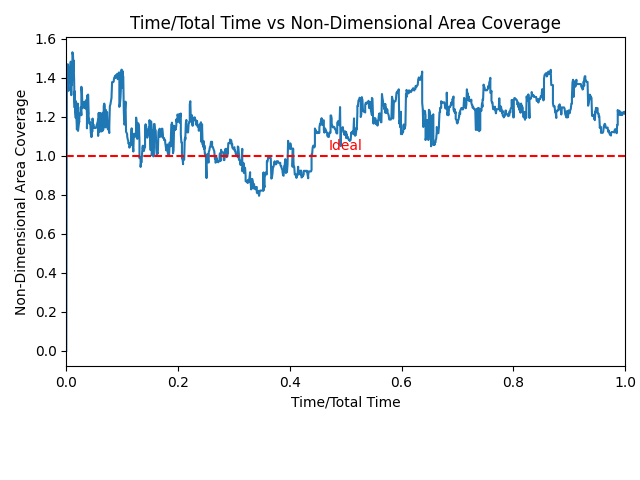 Time/Total Time vs Non-Dimensional Area Coverage
Non-Dimensional Area Coverage
1.6
1.4
1.2
1.0
0.8
0.6
0.4
0.2
0.0
Ideal
0.0 0.2 0.4 0.6 0.8 1.0
Time/Total Time